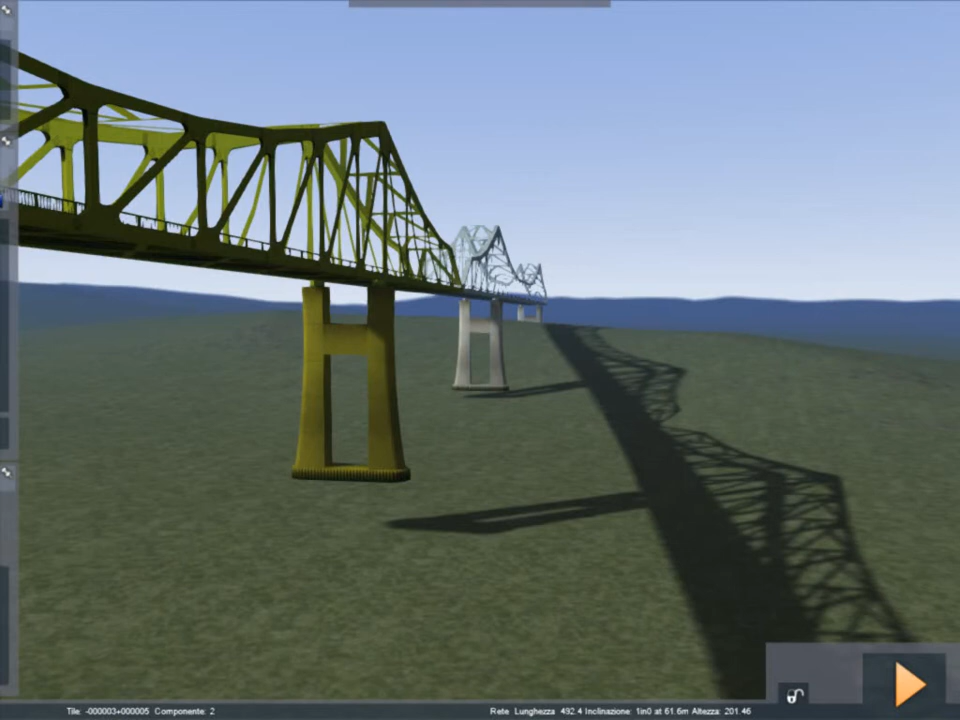 Tile: -000003+000005 Componente: 2
Rete Lunghezza 492.4 Inclinazione: 1in0 at 61.6m Altezza: 201.46